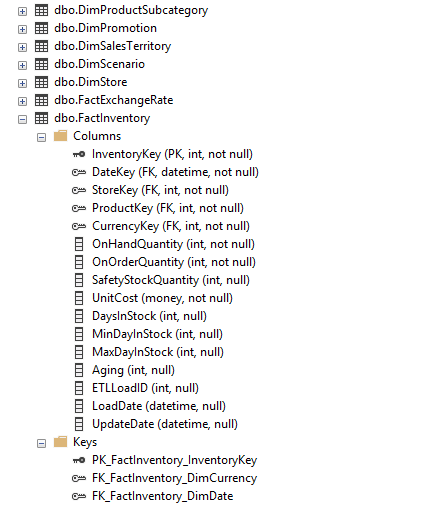 dbo.DimProductSubcategory
dbo.DimPromotion
dbo.DimSalesTerritory
dbo.DimScenario
dbo.DimStore
dbo.FactExchangeRate
dbo.FactInventory
Columns
InventoryKey (PK, int, not null)
DateKey (FK, datetime, not null)
StoreKey (FK, int, not null)
ProductKey (FK, int, not null)
CurrencyKey (FK, int, not null)
OnHandQuantity (int, not null)
OnOrderQuantity (int, not null)
SafetyStockQuantity (int, null)
UnitCost (money, not null)
DaysInStock (int, null)
MinDayInStock (int, null)
MaxDayInStock (int, null)
Aging (int, null)
ETLLoadID (int, null)
LoadDate (datetime, null)
UpdateDate (datetime, null)
Keys
PK_FactInventory_InventoryKey
FK_FactInventory_DimCurrency
FK_FactInventory_DimDate